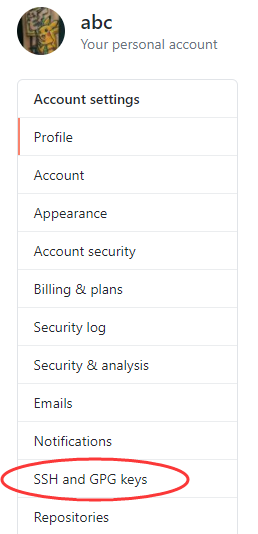 abc
Your personal account
Account settings
Profile
Account
Appearance
Account security
Billing & plans
Security log
Security & analysis
Emails
Notifications
SSH and GPG keys
Repositories